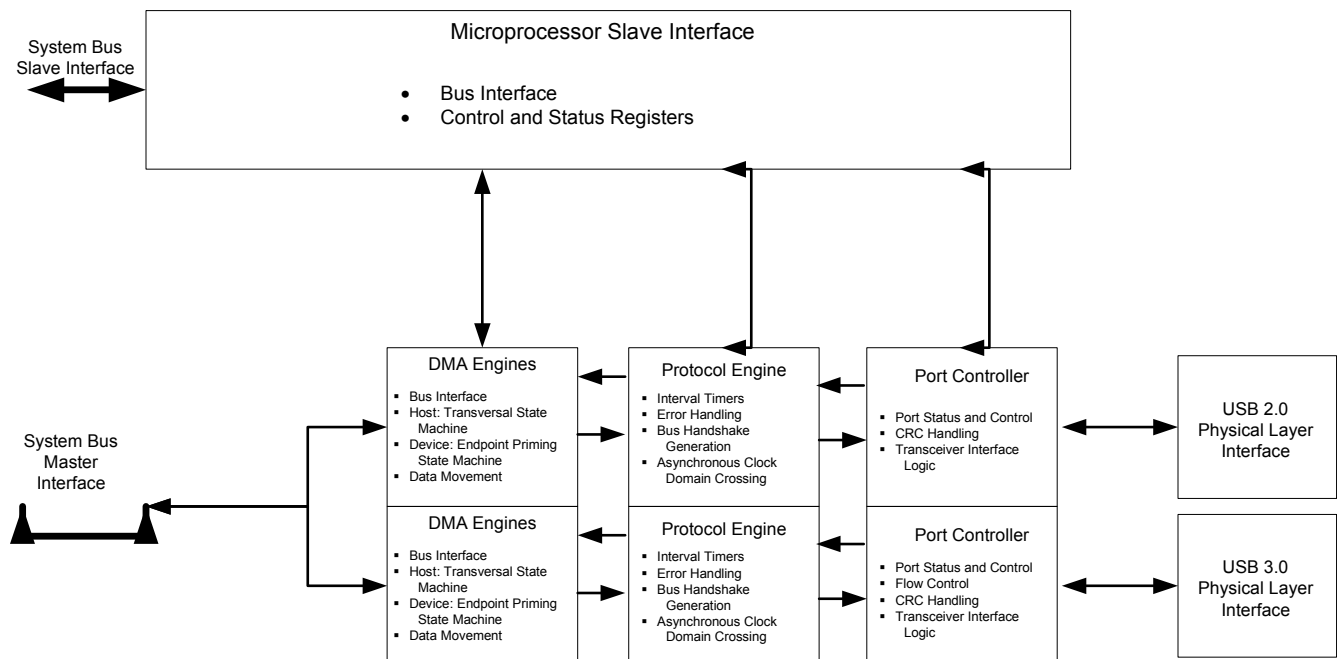 Microprocessor Slave Interface
System Bus
Slave Interface
• Bus Interface
• Control and Status Registers
DMA Engines
▪ Bus Interface
▪ Host: Transversal State
Machine
▪ Device: Endpoint Priming
State Machine
▪ Data Movement
Protocol Engine
▪ Interval Timers
▪ Error Handling
▪ Bus Handshake
Generation
▪ Asynchronous Clock
Domain Crossing
Port Controller
▪ Port Status and Control
▪ CRC Handling
▪ Transceiver Interface
Logic
USB 2.0
Physical Layer
Interface
System Bus
Master
Interface
DMA Engines
▪ Bus Interface
▪ Host: Transversal State
Machine
▪ Device: Endpoint Priming
State Machine
▪ Data Movement
Protocol Engine
▪ Interval Timers
▪ Error Handling
▪ Bus Handshake
Generation
▪ Asynchronous Clock
Domain Crossing
Port Controller
▪ Port Status and Control
▪ Flow Control
▪ CRC Handling
▪ Transceiver Interface
Logic
USB 3.0
Physical Layer
Interface